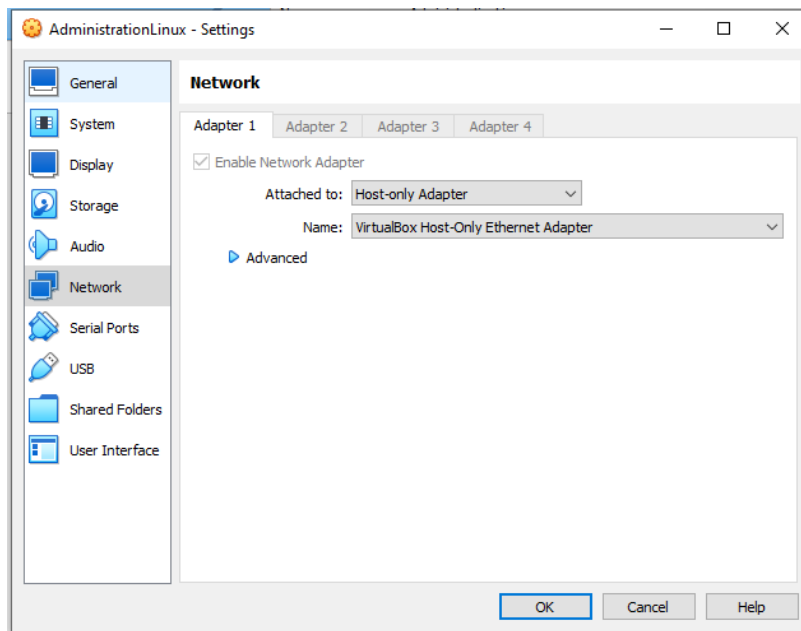 AdministrationLinux - Settings
General
System
Display
Storage
Audio
Network
Serial Ports
USB
Shared Folders
User Interface
Network
Adapter 1 Adapter 2 Adapter 3 Adapter 4
Enable Network Adapter
Attached to: Host-only Adapter
Name: VirtualBox Host-Only Ethernet Adapter
Advanced
OK Cancel Help